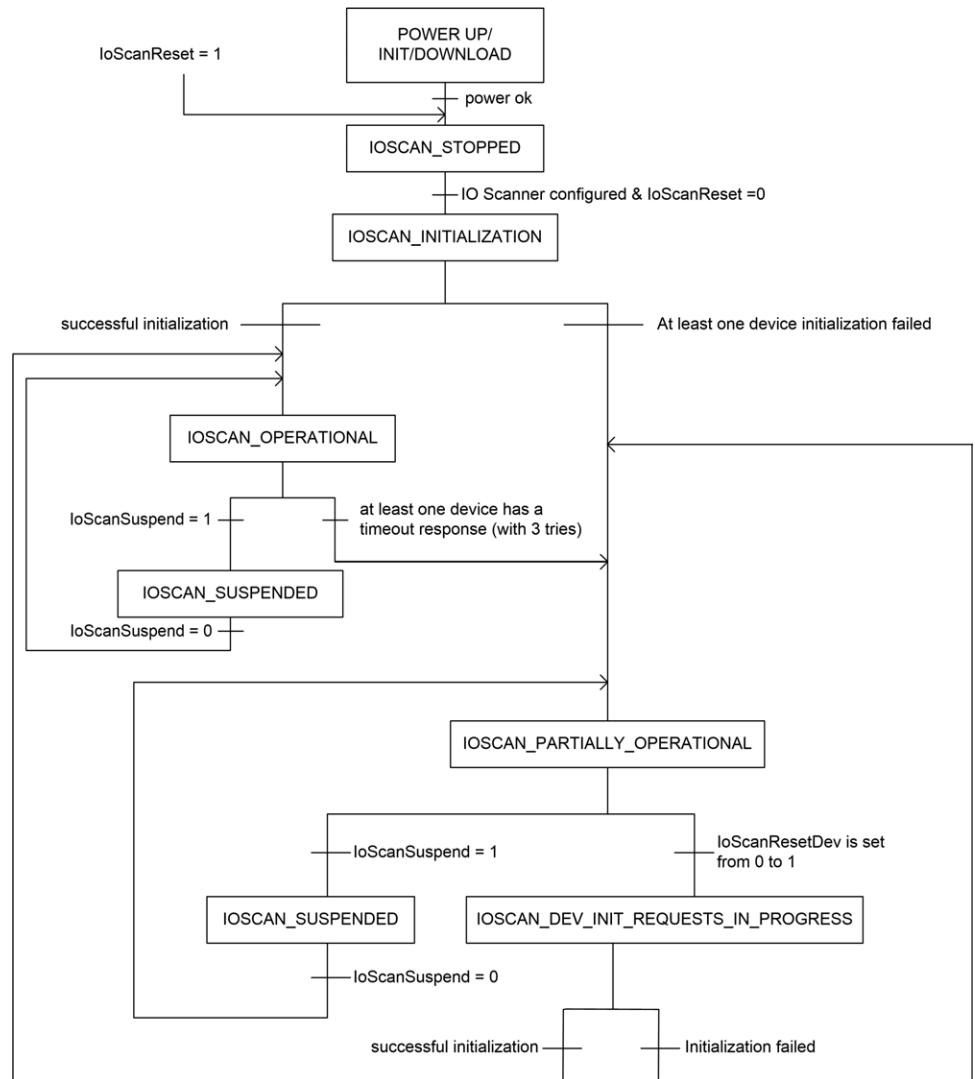 POWER UP/
INIT/DOWNLOAD
IoScanReset = 1
power ok
IOSCAN_STOPPED
IO Scanner configured & IoScanReset =0
IOSCAN_INITIALIZATION
successful initialization
At least one device initialization failed
IOSCAN_OPERATIONAL
IoScanSuspend = 1
at least one device has a
timeout response (with 3 tries)
IOSCAN_SUSPENDED
IoScanSuspend = 0
IOSCAN_PARTIALLY_OPERATIONAL
IoScanSuspend = 1
IoScanResetDev is set
from 0 to 1
IOSCAN_SUSPENDED
IOSCAN_DEV_INIT_REQUESTS_IN_PROGRESS
IoScanSuspend = 0
successful initialization
Initialization failed